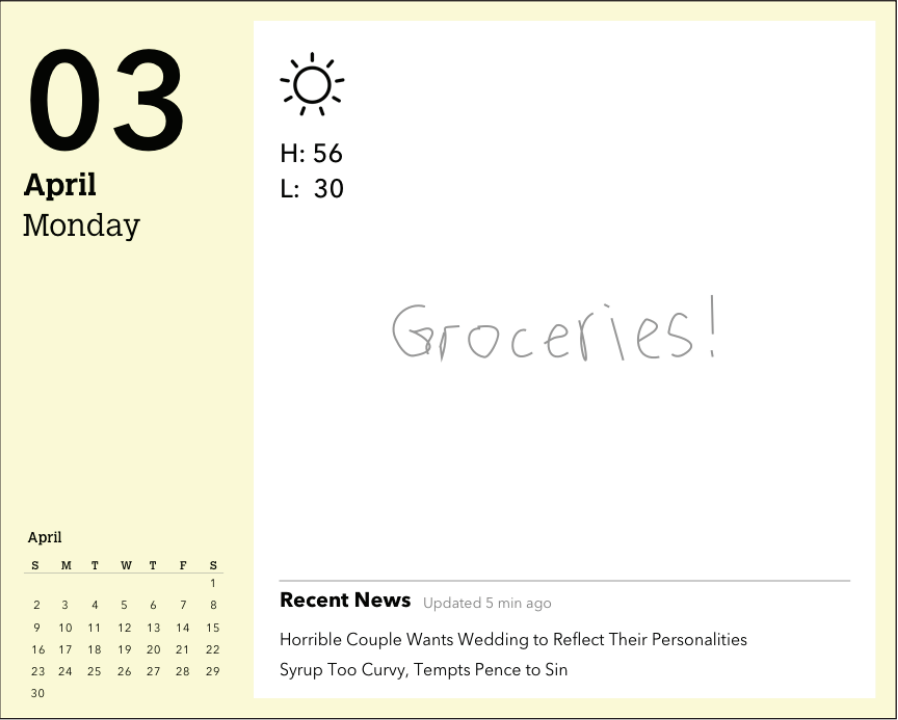 03
April
Monday
H: 56
L: 30
Groceries!
April
S M T W T F S
1
2 3 4 5 6 7 8
9 10 11 12 13 14 15
16 17 18 19 20 21 22
23 24 25 26 27 28 29
30
Recent News Updated 5 min ago
Horrible Couple Wants Wedding to Reflect Their Personalities
Syrup Too Curvy, Tempts Pence to Sin